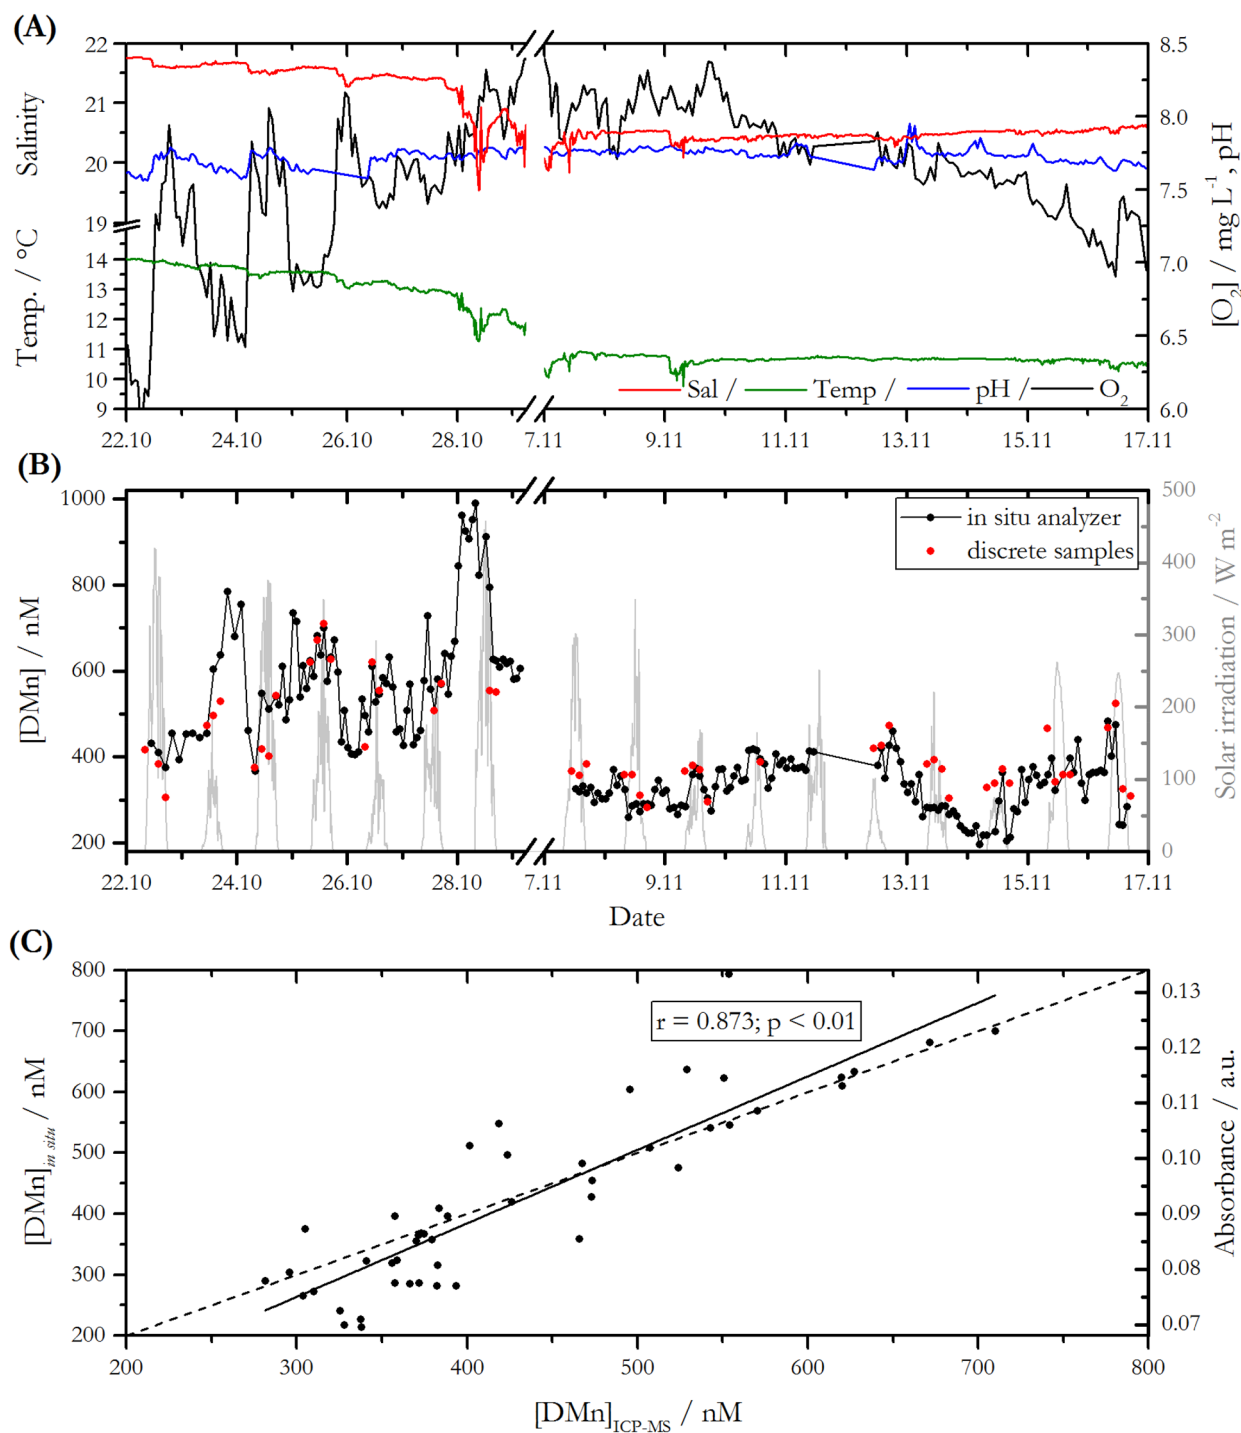 (A)
22
21
20
19
14
13
12
11
10
9
Salinity
Temp. / °C
8.5
8.0
7.5
7.0
6.5
6.0
[O2] / mg L-1, pH
Sal / Temp / pH / O2
22.10 24.10 26.10 28.10 7.11 9.11 11.11 13.11 15.11 17.11
(B)
1000
800
600
400
200
[DMn] / nM
500
400
300
200
100
0
Solar irradiation / W m-2
in situ analyzer
discrete samples
22.10 24.10 26.10 28.10 7.11 9.11 11.11 13.11 15.11 17.11
Date
(C)
800
700
600
500
400
300
200
[DMn]in situ / nM
r = 0.873; p < 0.01
0.13
0.12
0.11
0.10
0.09
0.08
0.07
Absorbance / a.u.
200 300 400 500 600 700 800
[DMn]ICP-MS / nM